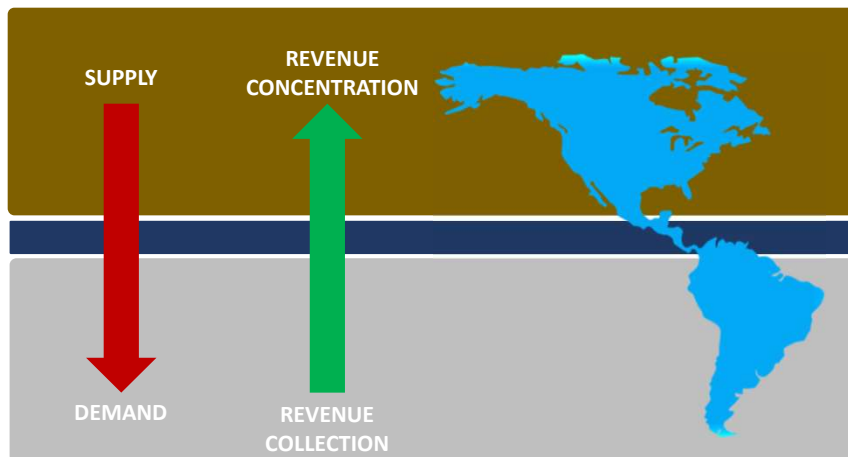 SUPPLY
REVENUE
CONCENTRATION
DEMAND
REVENUE
COLLECTION